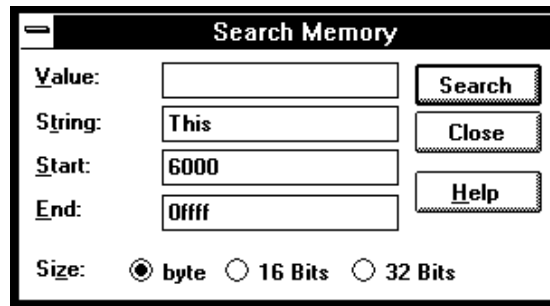 Search Memory
Value:
Search
String: This
Close
Start: 6000
Help
End: 0ffff
Size: byte 16 Bits 32 Bits